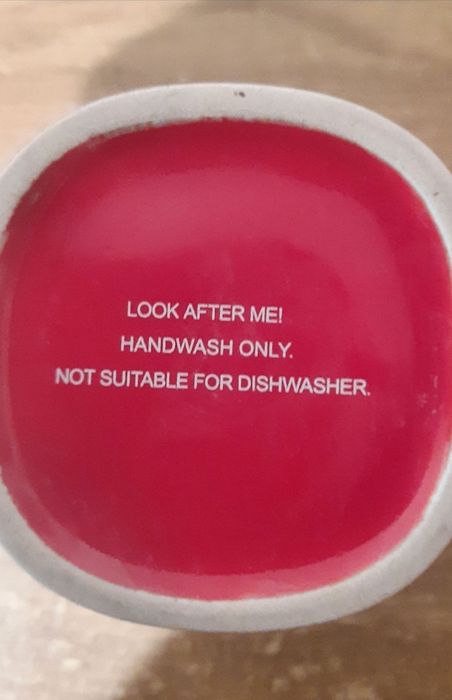 LOOK AFTER ME!
HANDWASH ONLY.
NOT SUITABLE FOR DISHWASHER.